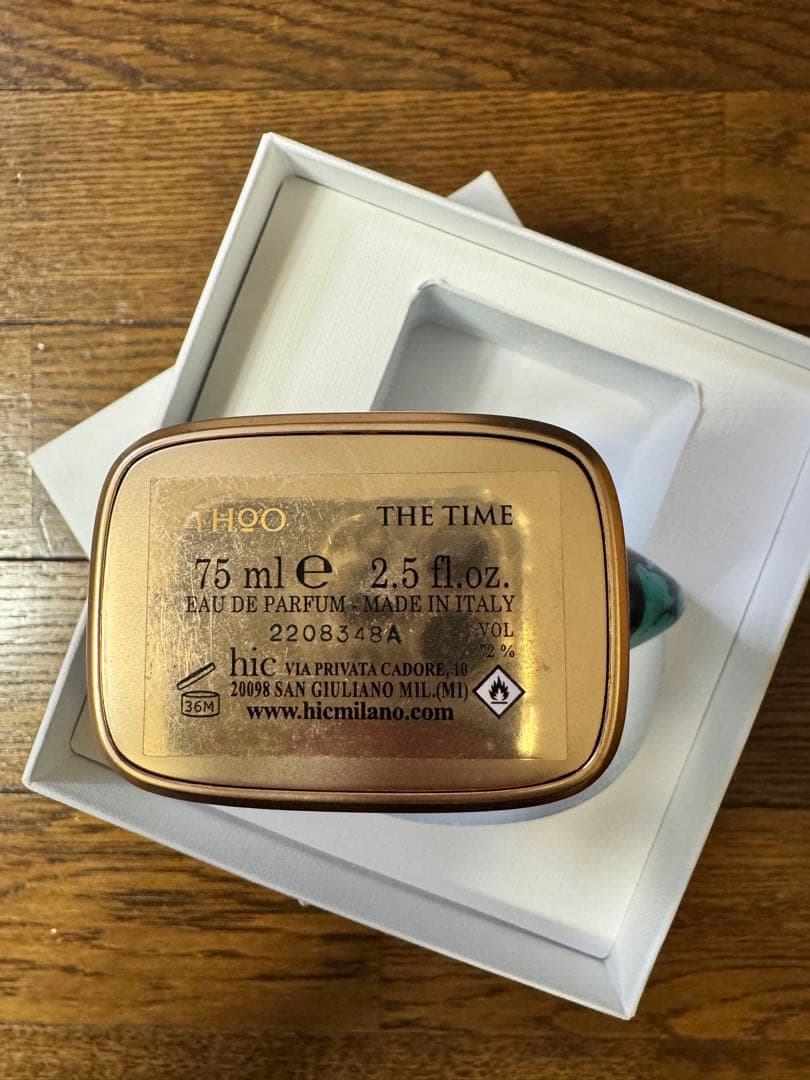 THoO THE TIME
75 ml e 2.5 fl.oz.
EAU DE PARFUM - MADE IN ITALY
2208348A VOL
72 %
hic VIA PRIVATA CADORE, 10
36M 20098 SAN GIULIANO MIL.(MI)
www.hicmilano.com